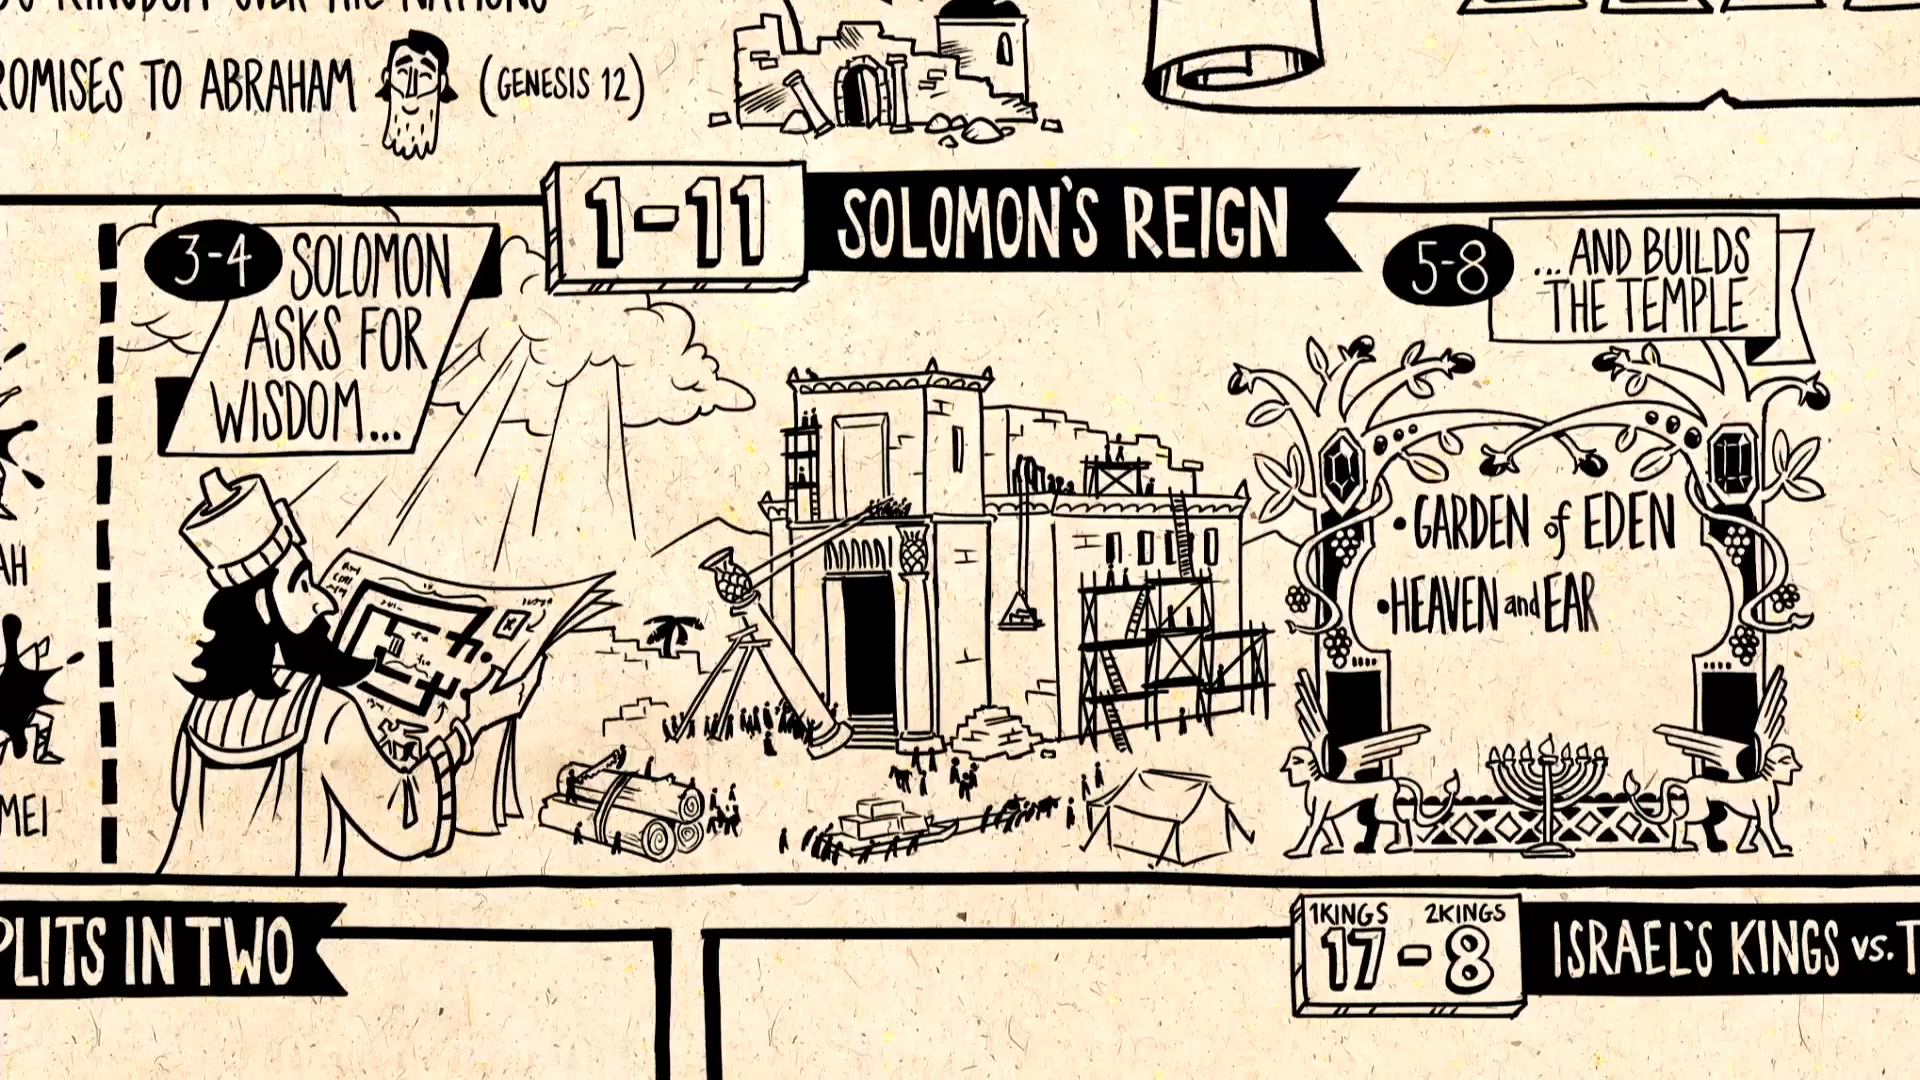 ROMISES TO ABRAHAM (GENESIS 12)
1-11 SOLOMON'S REIGN
3-4 SOLOMON
ASKS FOR
WISDOM...
5-8 ...AND BUILDS
THE TEMPLE
• GARDEN of EDEN
• HEAVEN and EAR
AH
MEI
PLITS IN TWO
1KINGS 2KINGS
17-8 ISRAEL'S KINGS vs. T